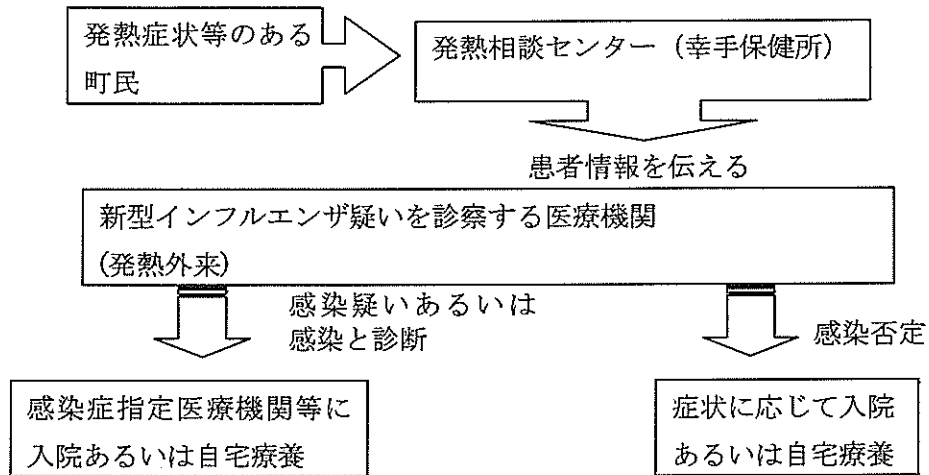 発熱症状等のある
町民
発熱相談センター（幸手保健所）
患者情報を伝える
新型インフルエンザ疑いを診察する医療機関
(発熱外来)
感染疑いあるいは
感染と診断
感染否定
感染症指定医療機関等に
入院あるいは自宅療養
症状に応じて入院
あるいは自宅療養